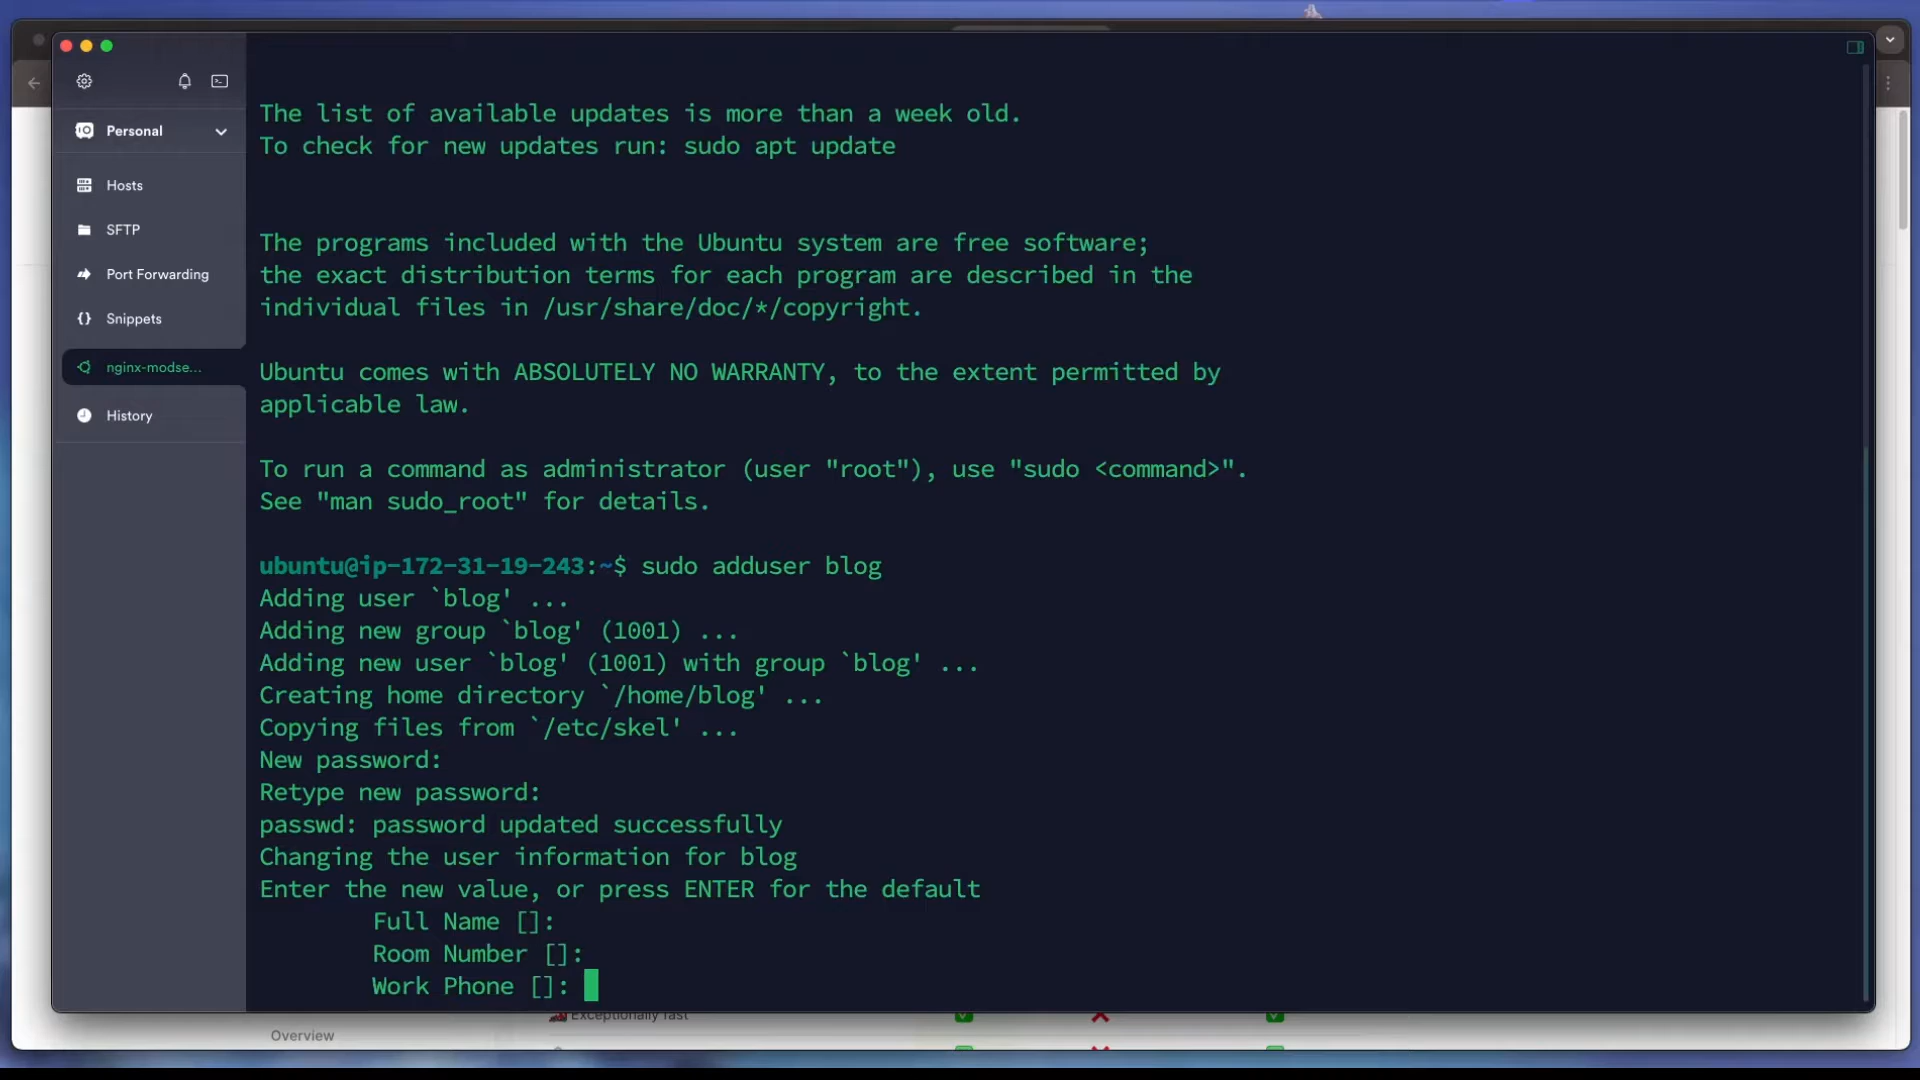 Personal
Hosts
SFTP
Port Forwarding
Snippets
nginx-modse...
History
The list of available updates is more than a week old.
To check for new updates run: sudo apt update
The programs included with the Ubuntu system are free software;
the exact distribution terms for each program are described in the
individual files in /usr/share/doc/*/copyright.
Ubuntu comes with ABSOLUTELY NO WARRANTY, to the extent permitted by
applicable law.
To run a command as administrator (user "root"), use "sudo <command>".
See "man sudo_root" for details.
ubuntu@ip-172-31-19-243:~$ sudo adduser blog
Adding user `blog' ...
Adding new group `blog' (1001) ...
Adding new user `blog' (1001) with group `blog' ...
Creating home directory `/home/blog' ...
Copying files from `/etc/skel' ...
New password:
Retype new password:
passwd: password updated successfully
Changing the user information for blog
Enter the new value, or press ENTER for the default
Full Name []:
Room Number []:
Work Phone []:
Exceptionally fast
Overview